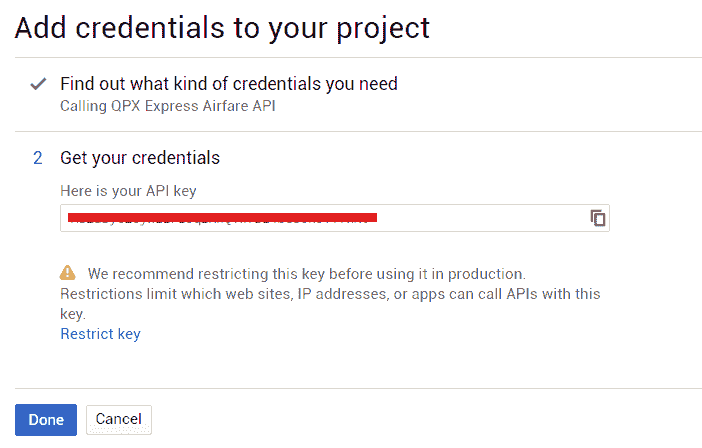 Add credentials to your project
Find out what kind of credentials you need
Calling QPX Express Airfare API
2 Get your credentials
Here is your API key
We recommend restricting this key before using it in production.
Restrictions limit which web sites, IP addresses, or apps can call APIs with this
key.
Restrict key
Done Cancel